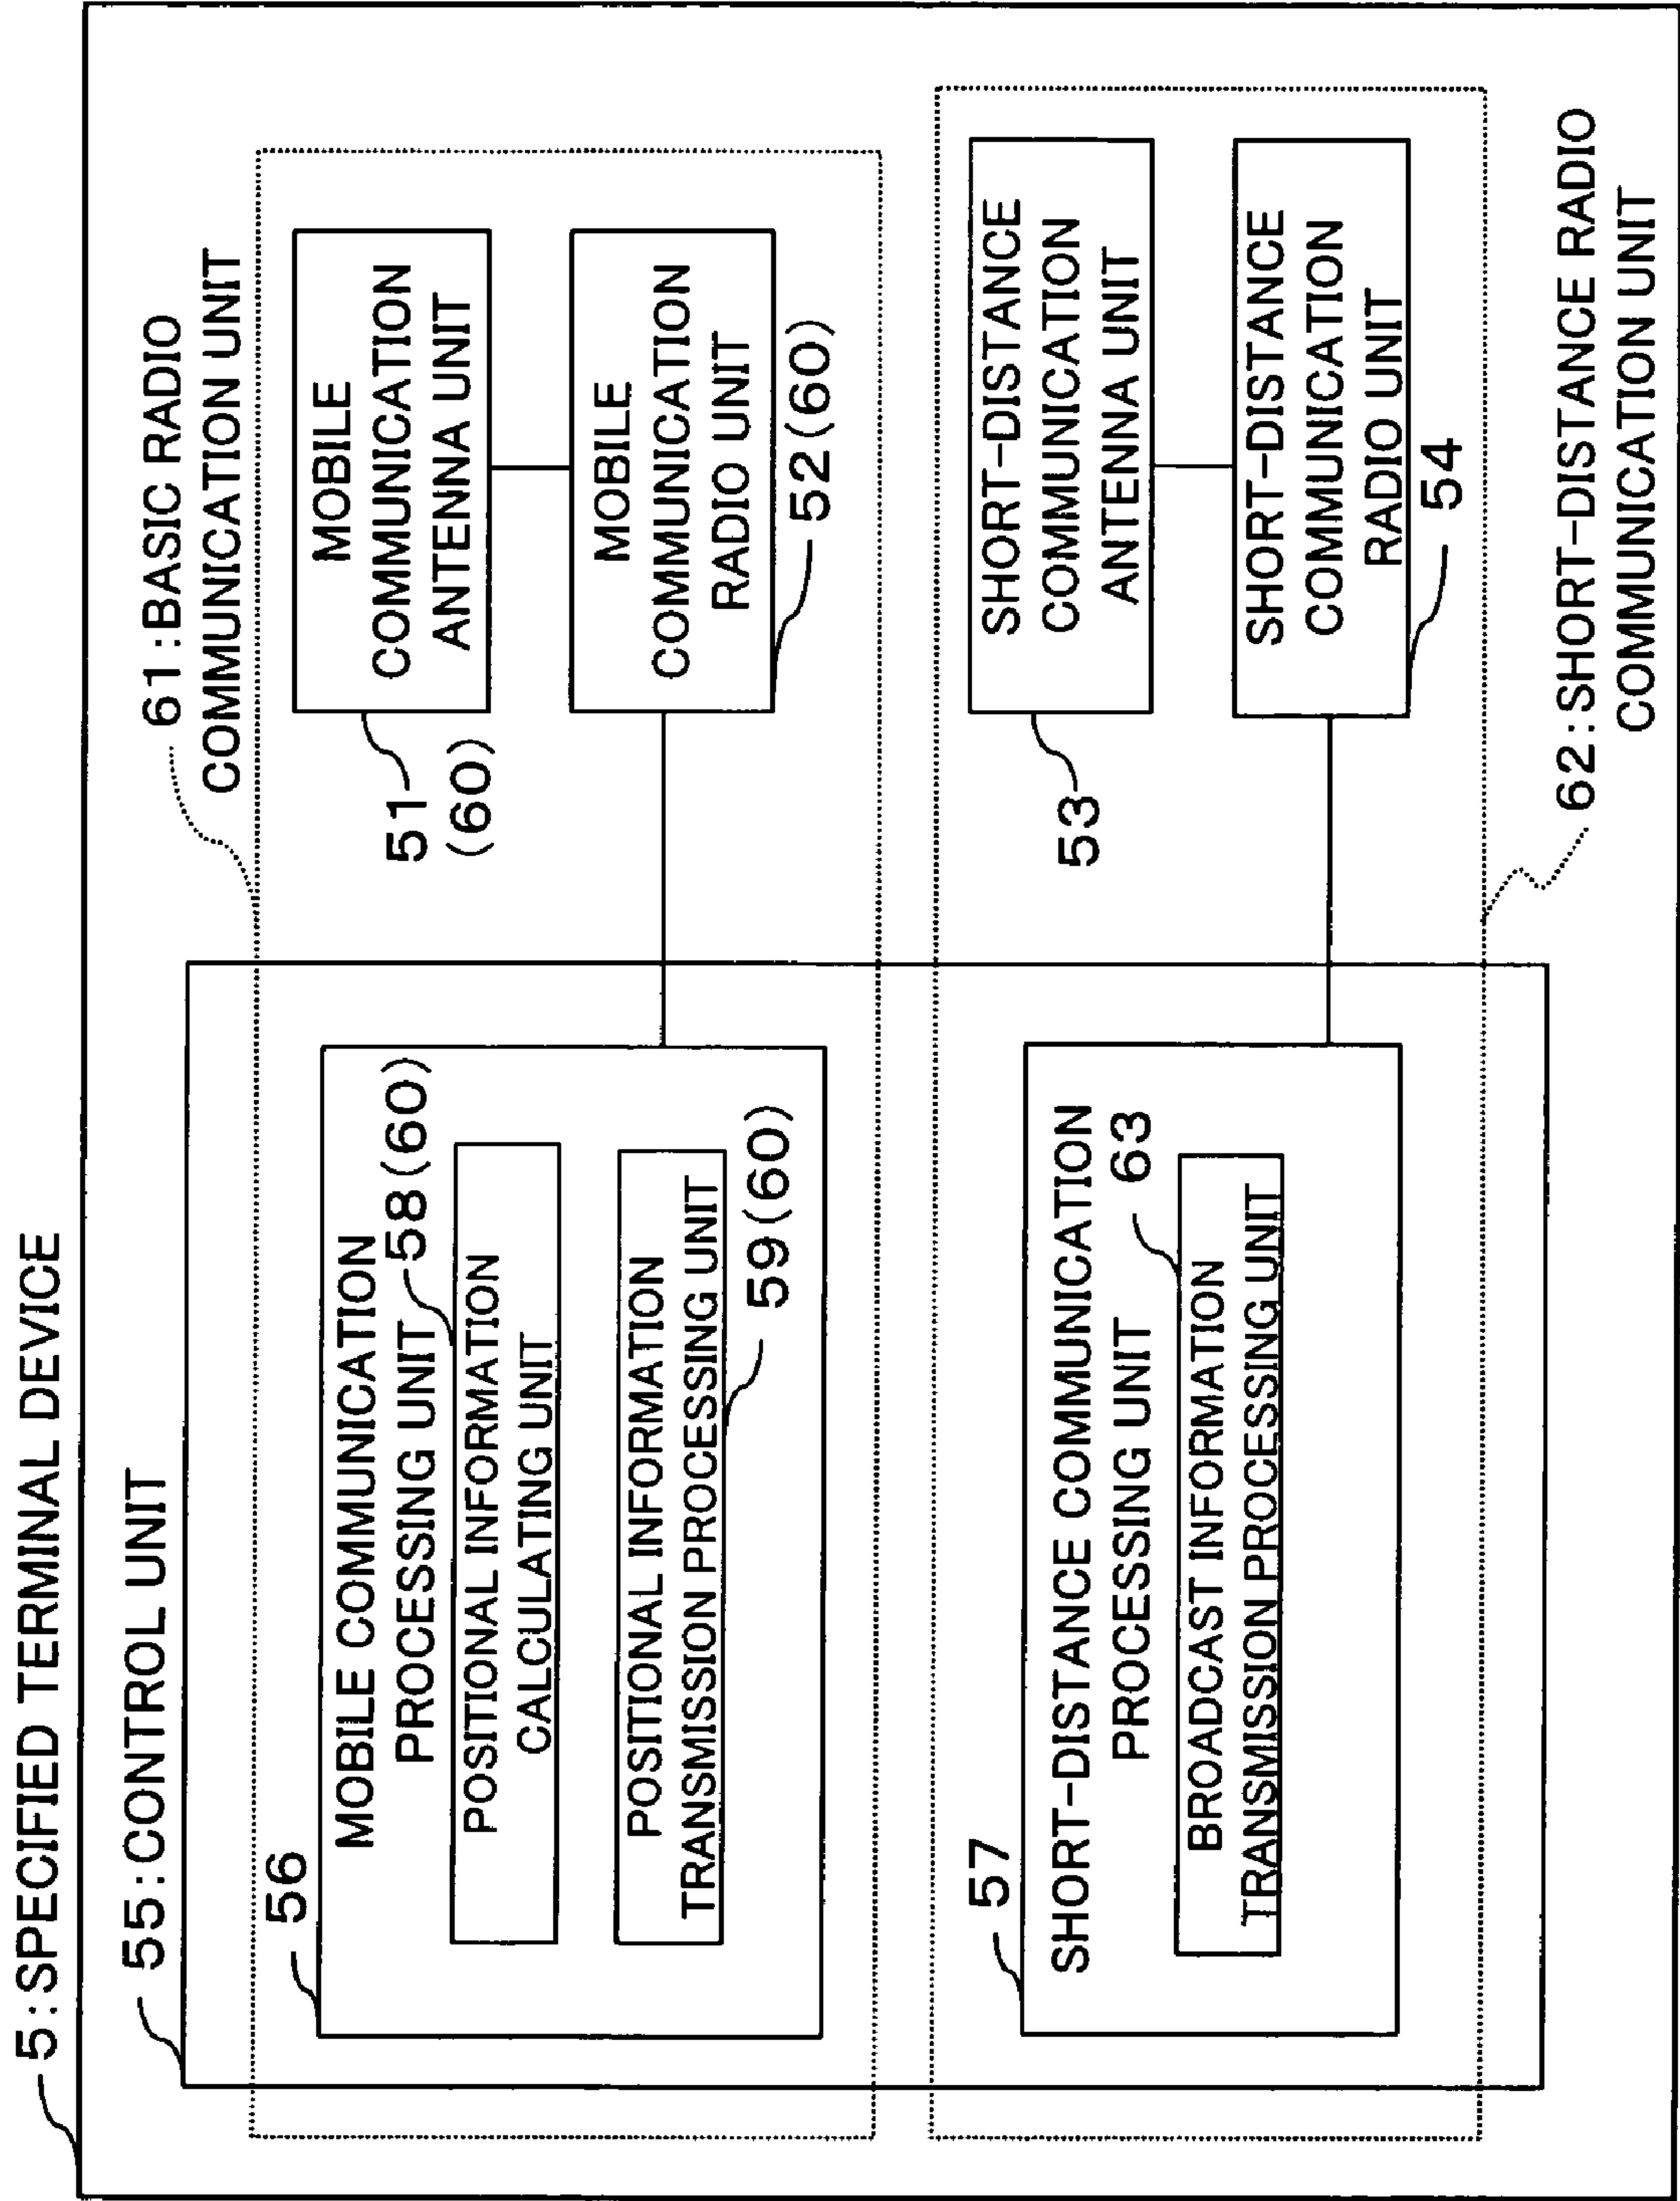 5:SPECIFIED TERMINAL DEVICE
55:CONTROL UNIT
61:BASIC RADIO
COMMUNICATION UNIT
56
MOBILE COMMUNICATION
PROCESSING UNIT
58(60)
POSITIONAL INFORMATION
CALCULATING UNIT
POSITIONAL INFORMATION
TRANSMISSION PROCESSING UNIT
59(60)
MOBILE
COMMUNICATION
ANTENNA UNIT
51
(60)
MOBILE
COMMUNICATION
RADIO UNIT
52(60)
57
SHORT-DISTANCE COMMUNICATION
PROCESSING UNIT
63
BROADCAST INFORMATION
TRANSMISSION PROCESSING UNIT
SHORT-DISTANCE
COMMUNICATION
ANTENNA UNIT
53
SHORT-DISTANCE
COMMUNICATION
RADIO UNIT
54
62:SHORT-DISTANCE RADIO
COMMUNICATION UNIT